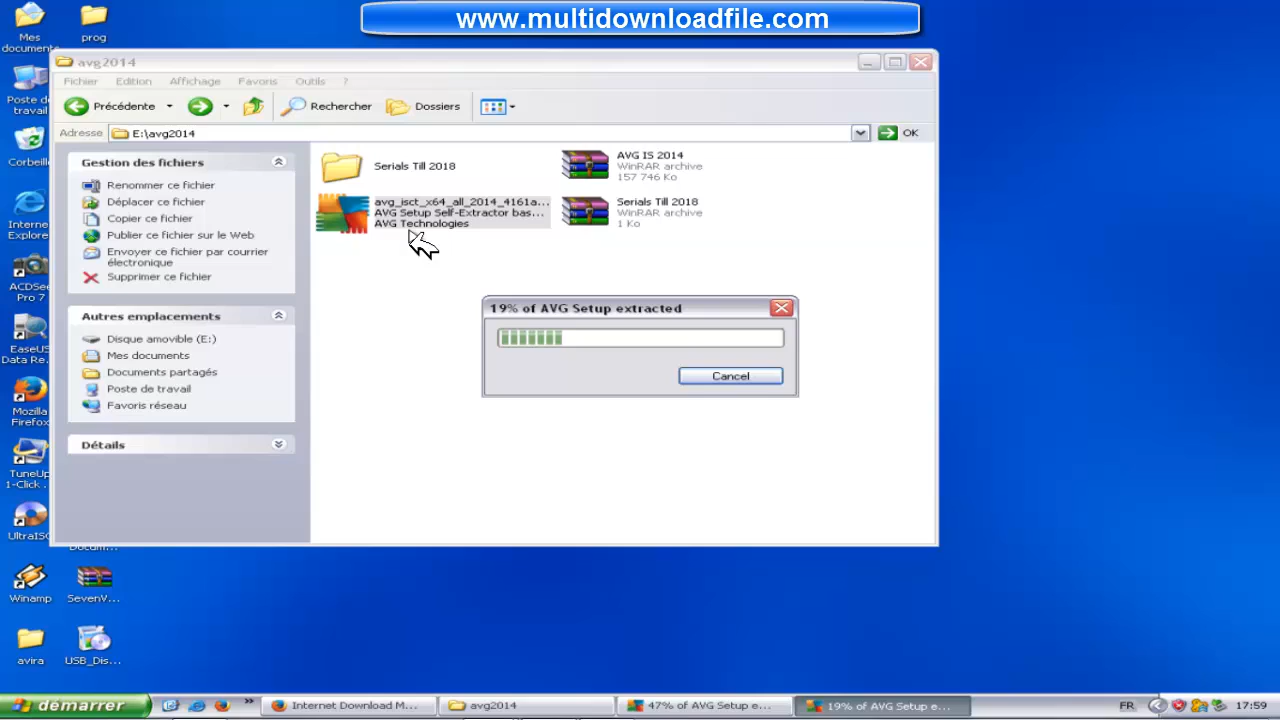 www.multidownloadfile.com
Mes documents
prog
Poste de travail
Corbeille
Internet Explorer
ACDSee Pro 7
EaseUS Data Re...
Mozilla Firefox
TuneUp 1-Click ...
UltraISO
Winamp
SevenV...
avira
USB_Dis...
avg2014
Fichier Edition Affichage Favoris Outils ?
Précédente Rechercher Dossiers
Adresse E:\avg2014 OK
Gestion des fichiers
Renommer ce fichier
Déplacer ce fichier
Copier ce fichier
Publier ce fichier sur le Web
Envoyer ce fichier par courrier
électronique
Supprimer ce fichier
Autres emplacements
Disque amovible (E:)
Mes documents
Documents partagés
Poste de travail
Favoris réseau
Détails
Serials Till 2018
AVG IS 2014
WinRAR archive
157 746 Ko
avg_isct_x64_all_2014_4161a...
AVG Setup Self-Extractor bas...
AVG Technologies
Serials Till 2018
WinRAR archive
1 Ko
19% of AVG Setup extracted
Cancel
démarrer
Internet Download M...
avg2014
47% of AVG Setup e...
19% of AVG Setup e...
FR
17:59